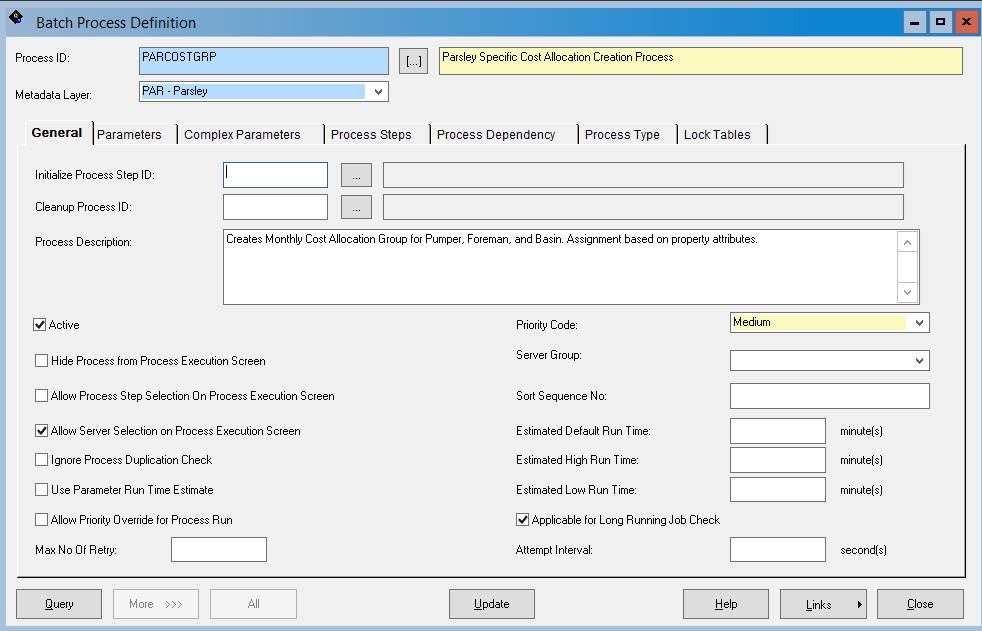 Batch Process Definition
Process ID: PARCOSTGRP [...] Parsley Specific Cost Allocation Creation Process
Metadata Layer: PAR - Parsley
General Parameters Complex Parameters Process Steps Process Dependency Process Type Lock Tables
Initialize Process Step ID: ...
Cleanup Process ID: ...
Process Description: Creates Monthly Cost Allocation Group for Pumper, Foreman, and Basin. Assignment based on property attributes.
Active Priority Code: Medium
Hide Process from Process Execution Screen Server Group:
Allow Process Step Selection On Process Execution Screen Sort Sequence No:
Allow Server Selection on Process Execution Screen Estimated Default Run Time: minute(s)
Ignore Process Duplication Check Estimated High Run Time: minute(s)
Use Parameter Run Time Estimate Estimated Low Run Time: minute(s)
Allow Priority Override for Process Run Applicable for Long Running Job Check
Max No Of Retry: Attempt Interval: second(s)
Query More >>> All Update Help Links Close